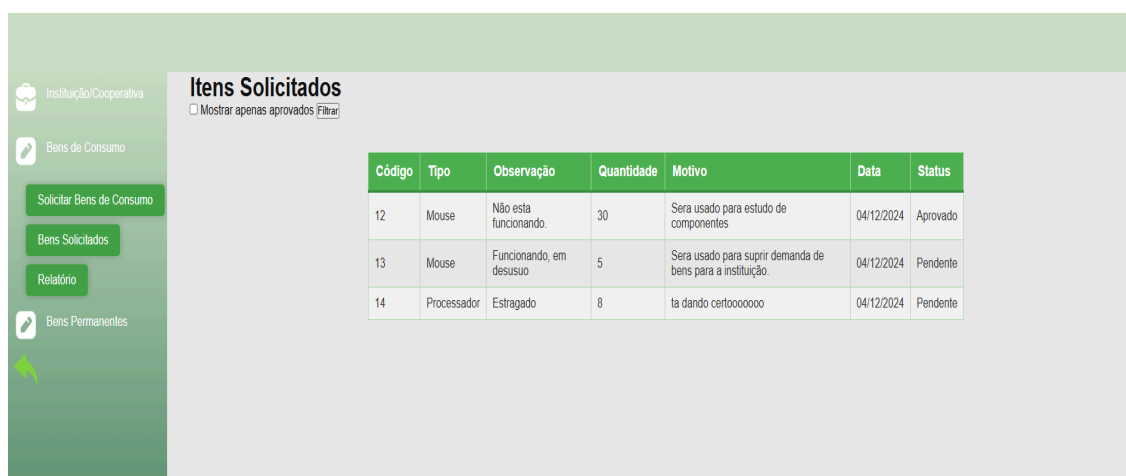 Instituição/Cooperativa
Bens de Consumo
Solicitar Bens de Consumo
Bens Solicitados
Relatório
Bens Permanentes
Itens Solicitados
Mostrar apenas aprovados Filtrar
Código Tipo Observação Quantidade Motivo Data Status
12 Mouse Não esta funcionando. 30 Sera usado para estudo de componentes 04/12/2024 Aprovado
13 Mouse Funcionando, em desusuo 5 Sera usado para suprir demanda de bens para a instituição. 04/12/2024 Pendente
14 Processador Estragado 8 ta dando certooooooo 04/12/2024 Pendente